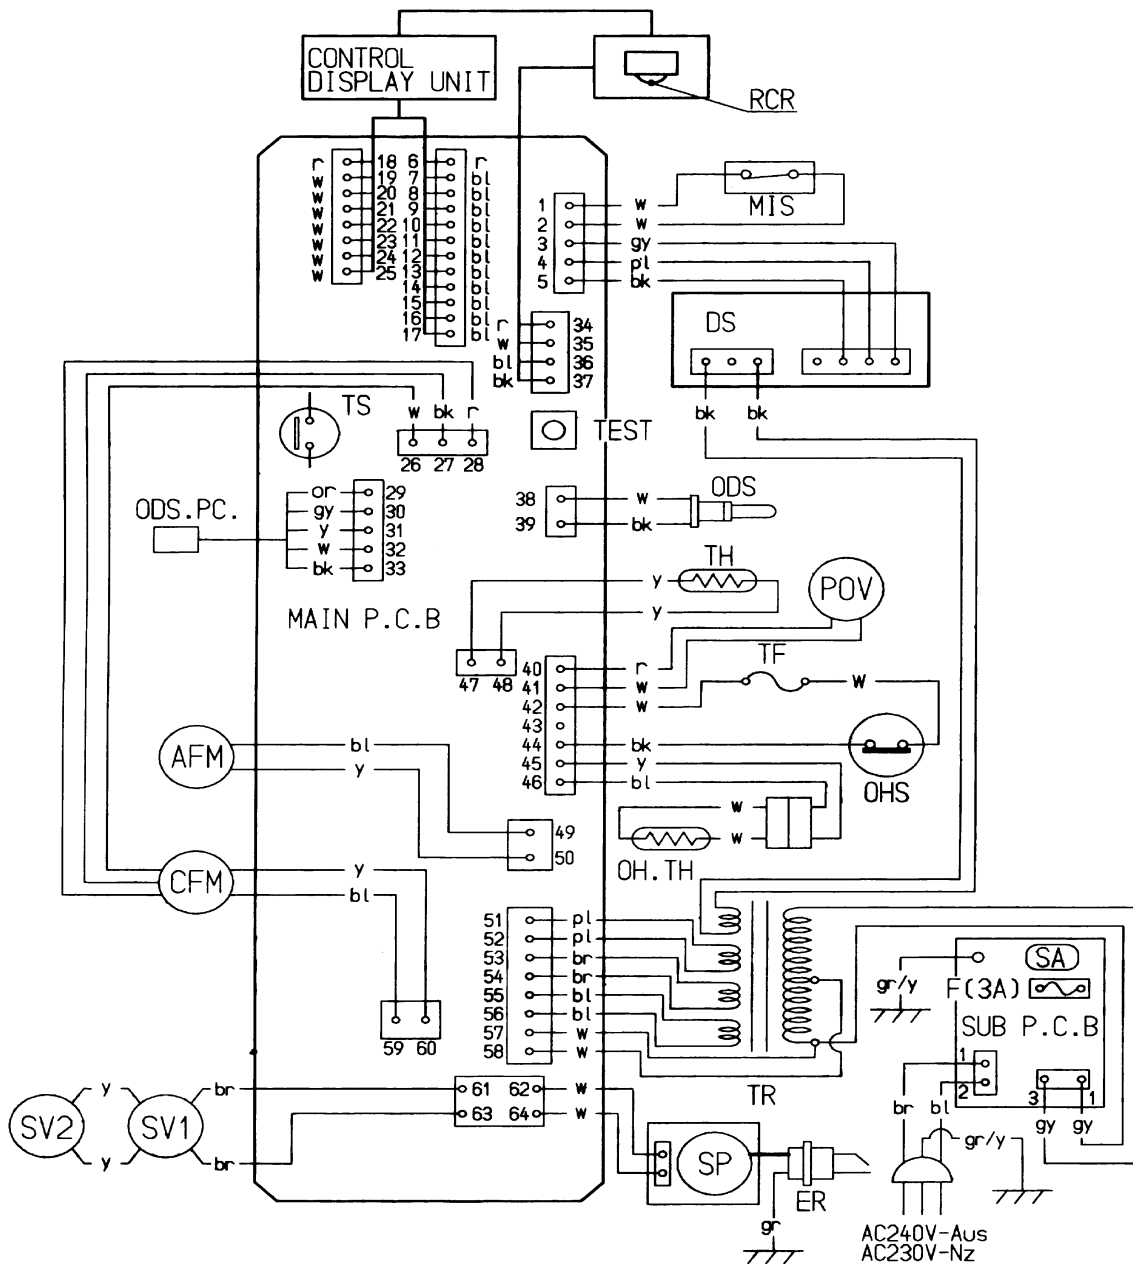 CONTROL
DISPLAY UNIT
RCR
r 18 6 r
w 19 7 bl
w 20 8 bl
w 21 9 bl
w 22 10 bl
w 23 11 bl
w 24 12 bl
w 25 13 bl
14 bl
15 bl
16 bl
17 bl
MIS
1 w
2 w
3 gy
4 pl
5 bk
DS
bk bk
r 34
w 35
bl 36
bk 37
TS
w bk r
26 27 28
TEST
ODS.PC.
or 29
gy 30
y 31
w 32
bk 33
38 w
39 bk
ODS
TH
y
y
POV
MAIN P.C.B
47 48
TF
40 r
41 w
42 w
w
43
44 bk
45 y
46 bl
OHS
AFM
bl
y
49
50
w
w
OH.TH
CFM
y
bl
51 pl
52 pl
53 br
54 br
55 bl
56 bl
57 w
58 w
TR
59 60
gr/y
SA
F(3A)
SUB P.C.B
1
2
3 1
gy gy
br bl
gr/y
SV2
y
y
SV1
br
br
61 62 w
63 64 w
SP
ER
gr
AC240V-Aus
AC230V-Nz